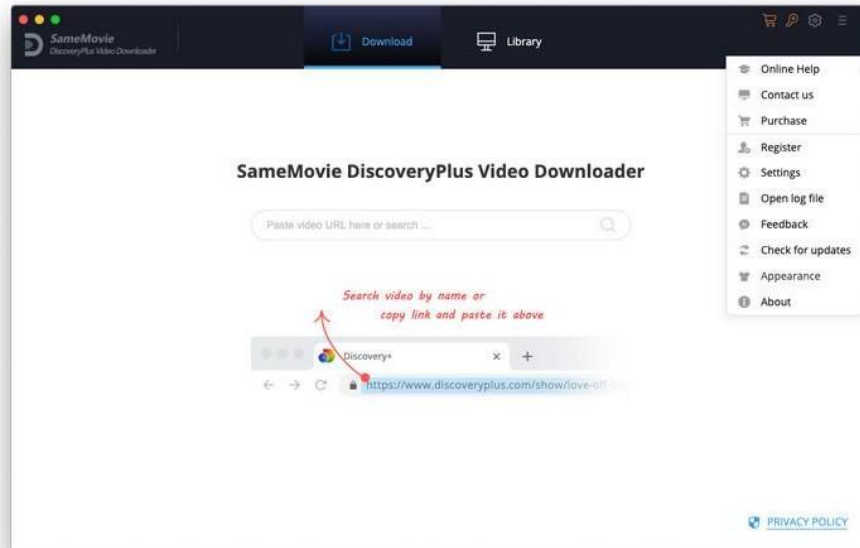 SameMovie
DiscoveryPlus Video Downloader
Download
Library
Online Help
Contact us
Purchase
Register
Settings
Open log file
Feedback
Check for updates
Appearance
About
SameMovie DiscoveryPlus Video Downloader
Paste video URL here or search ...
Search video by name or
copy link and paste it above
Discovery+
https://www.discoveryplus.com/show/love-off-
PRIVACY POLICY